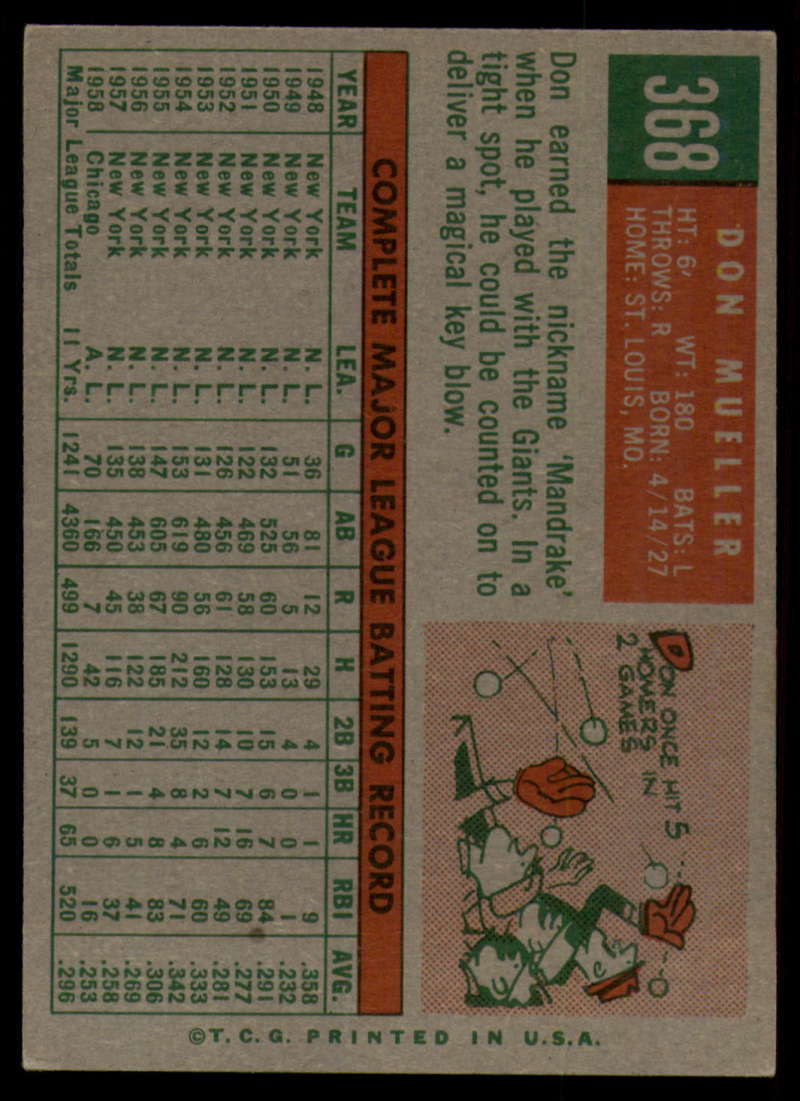 368
DON MUELLER
HT: 6' WT: 180 BATS: L
THROWS: R BORN: 4/14/27
HOME: ST. LOUIS, MO.
Don earned the nickname 'Mandrake'
when he played with the Giants. In a
tight spot, he could be counted on to
deliver a magical key blow.
DON ONCE HIT 5
HOMERS IN
2 GAMES
COMPLETE MAJOR LEAGUE BATTING RECORD
YEAR TEAM LEA. G AB R H 2B 3B HR RBI AVG.
1948 New York N. L. 36 81 12 29 4 1 1 9 .358
1949 New York N. L. 51 56 5 13 4 0 0 1 .232
1950 New York N. L. 132 525 60 153 15 6 7 84 .291
1951 New York N. L. 122 469 58 130 10 7 16 69 .277
1952 New York N. L. 126 456 61 128 14 7 12 49 .281
1953 New York N. L. 131 480 56 160 12 2 6 60 .333
1954 New York N. L. 153 619 90 212 35 8 4 71 .342
1955 New York N. L. 147 605 67 185 21 4 8 83 .306
1956 New York N. L. 138 453 38 122 12 1 5 41 .269
1957 New York N. L. 135 450 45 116 7 1 6 37 .258
1958 Chicago A. L. 70 166 7 42 5 0 0 16 .253
Major League Totals 11 Yrs. 1241 4360 499 1290 139 37 65 520 .296
©T. C. G. PRINTED IN U.S.A.